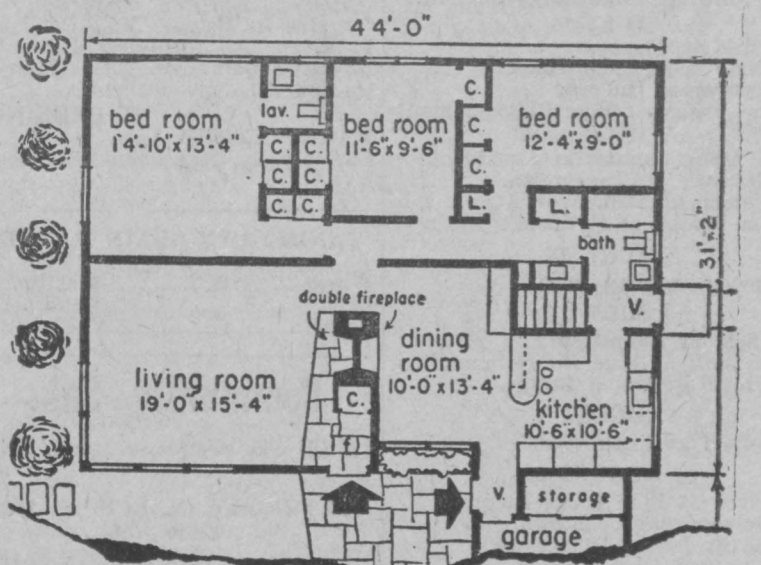 44'-0"
bed room
14'-10" x 13'-4"
lav.
C.
C.
C.
C.
C.
C.
bed room
11'-6" x 9'-6"
C.
C.
C.
L.
bed room
12'-4" x 9'-0"
L.
bath
31'-2"
V.
double fireplace
living room
19'-0" x 15'-4"
C.
f
dining
room
10'-0" x 13'-4"
kitchen
10'-6" x 10'-6"
V.
storage
garage